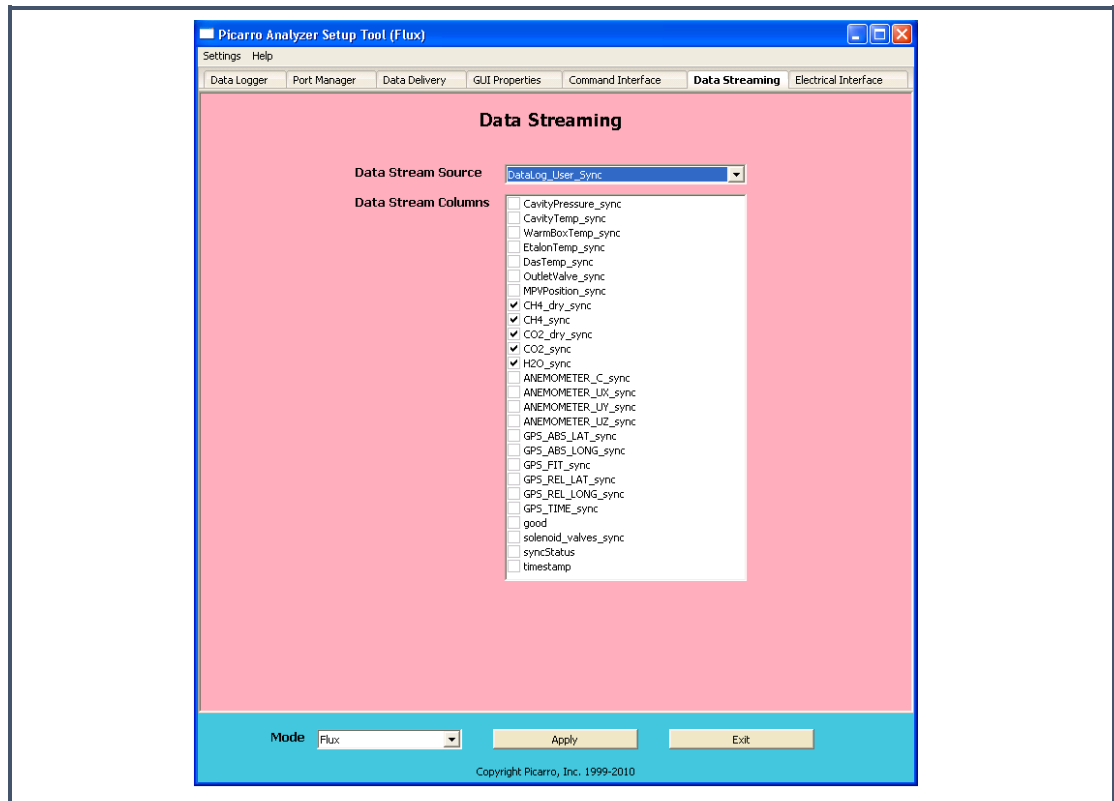 Picarro Analyzer Setup Tool (Flux)
Settings Help
Data Logger Port Manager Data Delivery GUI Properties Command Interface Data Streaming Electrical Interface
Data Streaming
Data Stream Source DataLog_User_Sync
Data Stream Columns CavityPressure_sync
CavityTemp_sync
WarmBoxTemp_sync
EtalonTemp_sync
DasTemp_sync
OutletValve_sync
MPVPosition_sync
CH4_dry_sync
CH4_sync
CO2_dry_sync
CO2_sync
H2O_sync
ANEMOMETER_C_sync
ANEMOMETER_UX_sync
ANEMOMETER_UY_sync
ANEMOMETER_UZ_sync
GPS_ABS_LAT_sync
GPS_ABS_LONG_sync
GPS_FIT_sync
GPS_REL_LAT_sync
GPS_REL_LONG_sync
GPS_TIME_sync
good
solenoid_valves_sync
syncStatus
timestamp
Mode Flux Apply Exit
Copyright Picarro, Inc. 1999-2010